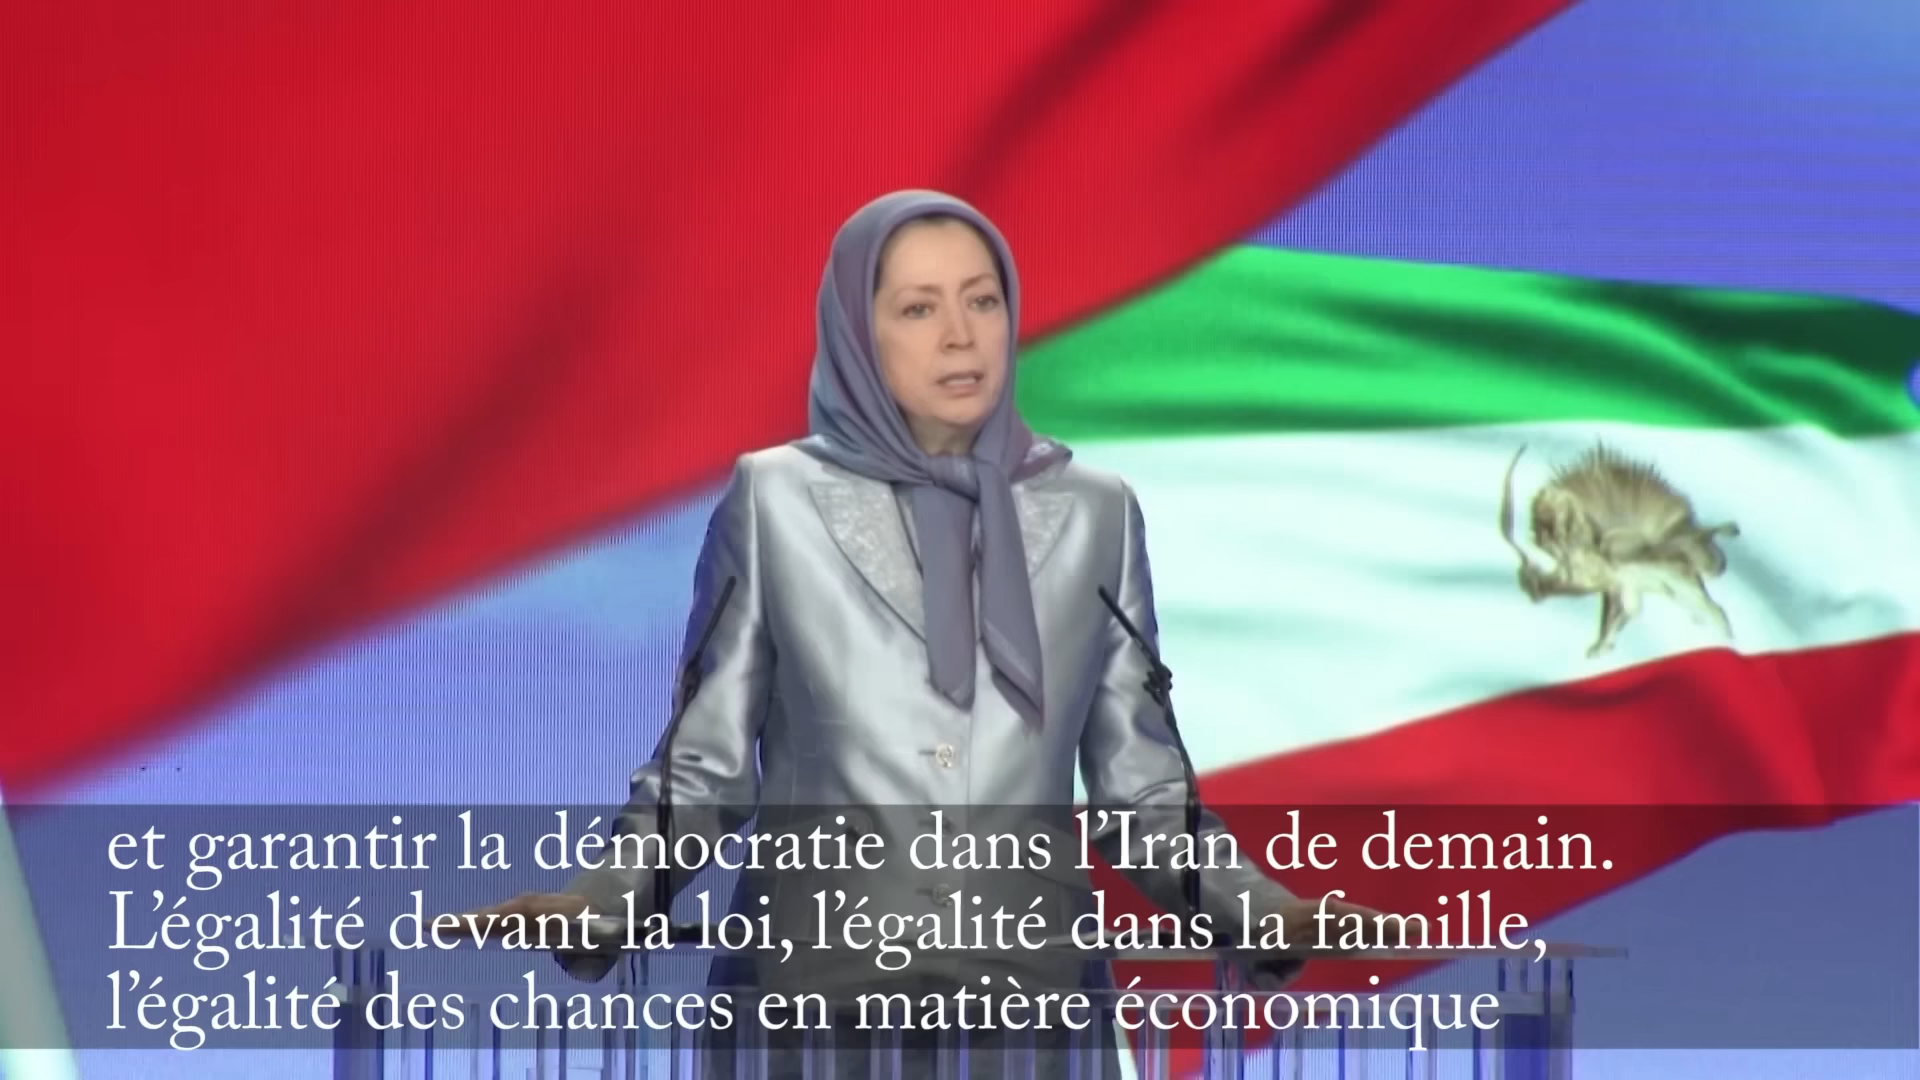 et garantir la démocratie dans l'Iran de demain.
L'égalité devant la loi, l'égalité dans la famille,
l'égalité des chances en matière économique